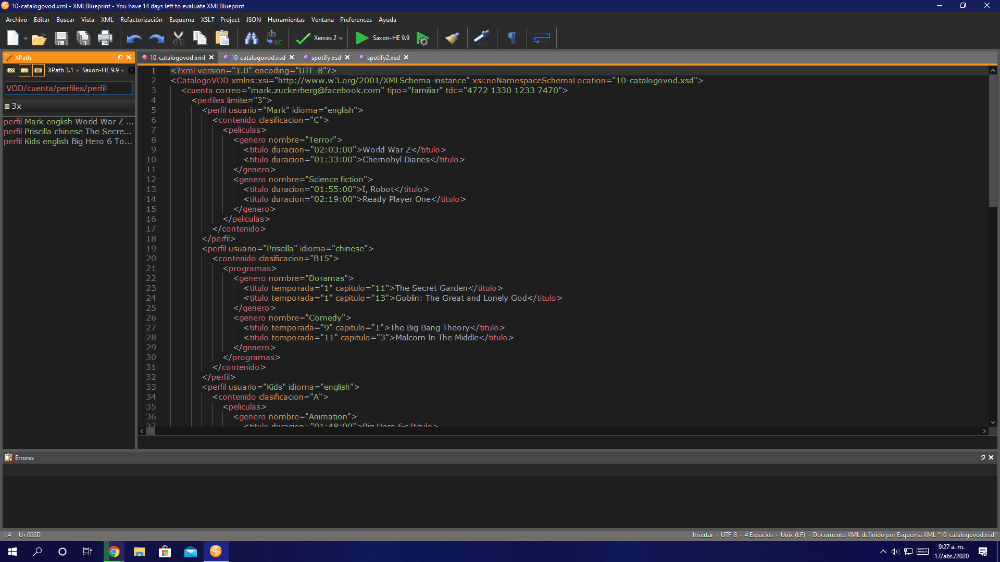 10-catalogovod.xml - XMLBlueprint - You have 14 days left to evaluate XMLBlueprint
Archivo Editar Buscar Vista XML Refactorización Esquema XSLT Project JSON Herramientas Ventana Preferences Ayuda
Xerces 2 Saxon-HE 9.9
XPath
XPath 3.1 Saxon-HE 9.9
VOD/cuenta/perfiles/perfil
3x
perfil Mark english World War Z ...
perfil Priscilla chinese The Secre...
perfil Kids english Big Hero 6 To...
10-catalogovod.xml 10-catalogovod.xsd spotify.xsd spotify2.xsd
1 <?xml version="1.0" encoding="UTF-8"?>
2 <CatalogoVOD xmlns:xsi="http://www.w3.org/2001/XMLSchema-instance" xsi:noNamespaceSchemaLocation="10-catalogovod.xsd">
3 <cuenta correo="mark.zuckerberg@facebook.com" tipo="familiar" tdc="4772 1330 1233 7470">
4 <perfiles limite="3">
5 <perfil usuario="Mark" idioma="english">
6 <contenido clasificacion="C">
7 <peliculas>
8 <genero nombre="Terror">
9 <titulo duracion="02:03:00">World War Z</titulo>
10 <titulo duracion="01:33:00">Chernobyl Diaries</titulo>
11 </genero>
12 <genero nombre="Science fiction">
13 <titulo duracion="01:55:00">I, Robot</titulo>
14 <titulo duracion="02:19:00">Ready Player One</titulo>
15 </genero>
16 </peliculas>
17 </contenido>
18 </perfil>
19 <perfil usuario="Priscilla" idioma="chinese">
20 <contenido clasificacion="B15">
21 <programas>
22 <genero nombre="Doramas">
23 <titulo temporada="1" capitulo="11">The Secret Garden</titulo>
24 <titulo temporada="1" capitulo="13">Goblin: The Great and Lonely God</titulo>
25 </genero>
26 <genero nombre="Comedy">
27 <titulo temporada="9" capitulo="1">The Big Bang Theory</titulo>
28 <titulo temporada="11" capitulo="3">Malcom In The Middle</titulo>
29 </genero>
30 </programas>
31 </contenido>
32 </perfil>
33 <perfil usuario="Kids" idioma="english">
34 <contenido clasificacion="A">
35 <peliculas>
36 <genero nombre="Animation">
37 <titulo duracion="01:48:00">Big Hero 6</titulo>
Errores
1:4 U+006D
Insertar · UTF-8 · 4 Espacios · Unix (LF) · Documento XML definido por Esquema XML "10-catalogovod.xsd"
9:27 a. m.
17/abr./2020